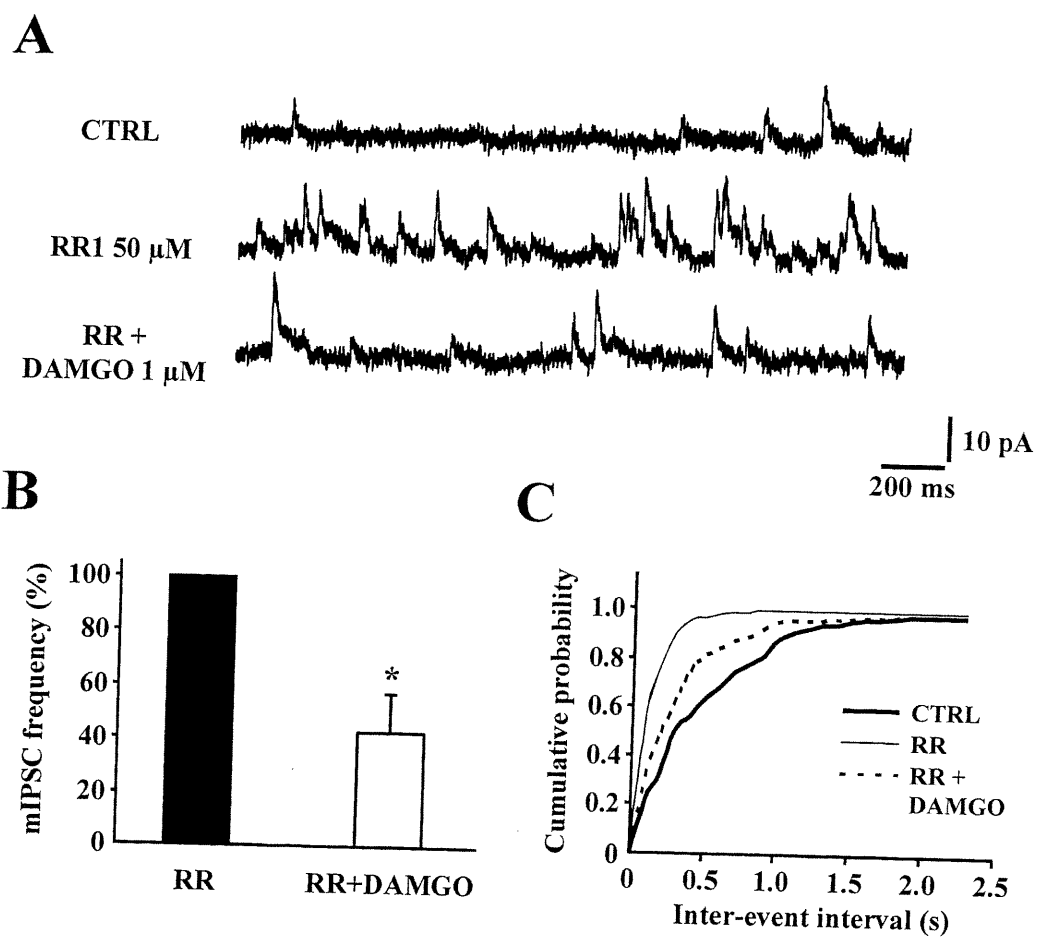 A
CTRL
RR1 50 μM
RR +
DAMGO 1 μM
10 pA
200 ms
B
mIPSC frequency (%)
100
80
60
40
20
0
*
RR
RR+DAMGO
C
Cumulative probability
1.0
0.8
0.6
0.4
0.2
0
0 0.5 1.0 1.5 2.0 2.5
Inter-event interval (s)
CTRL
RR
RR +
DAMGO